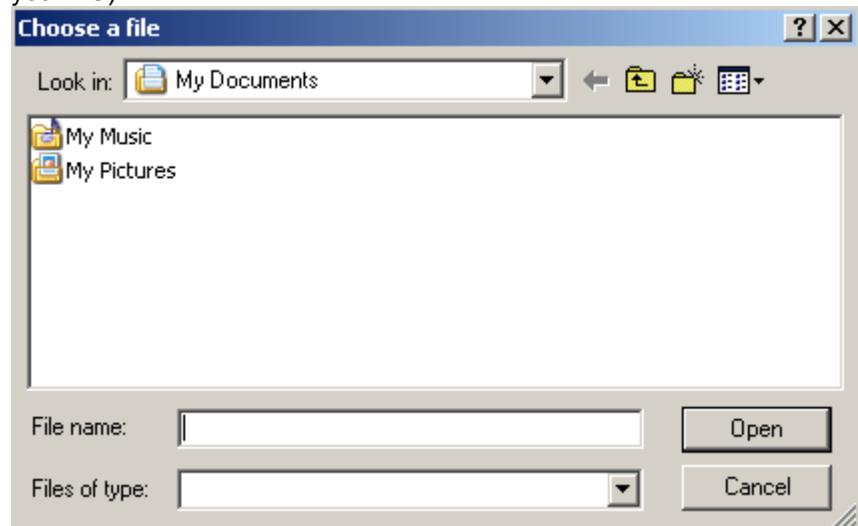 Choose a file
Look in: My Documents
My Music
My Pictures
File name:
Open
Files of type:
Cancel